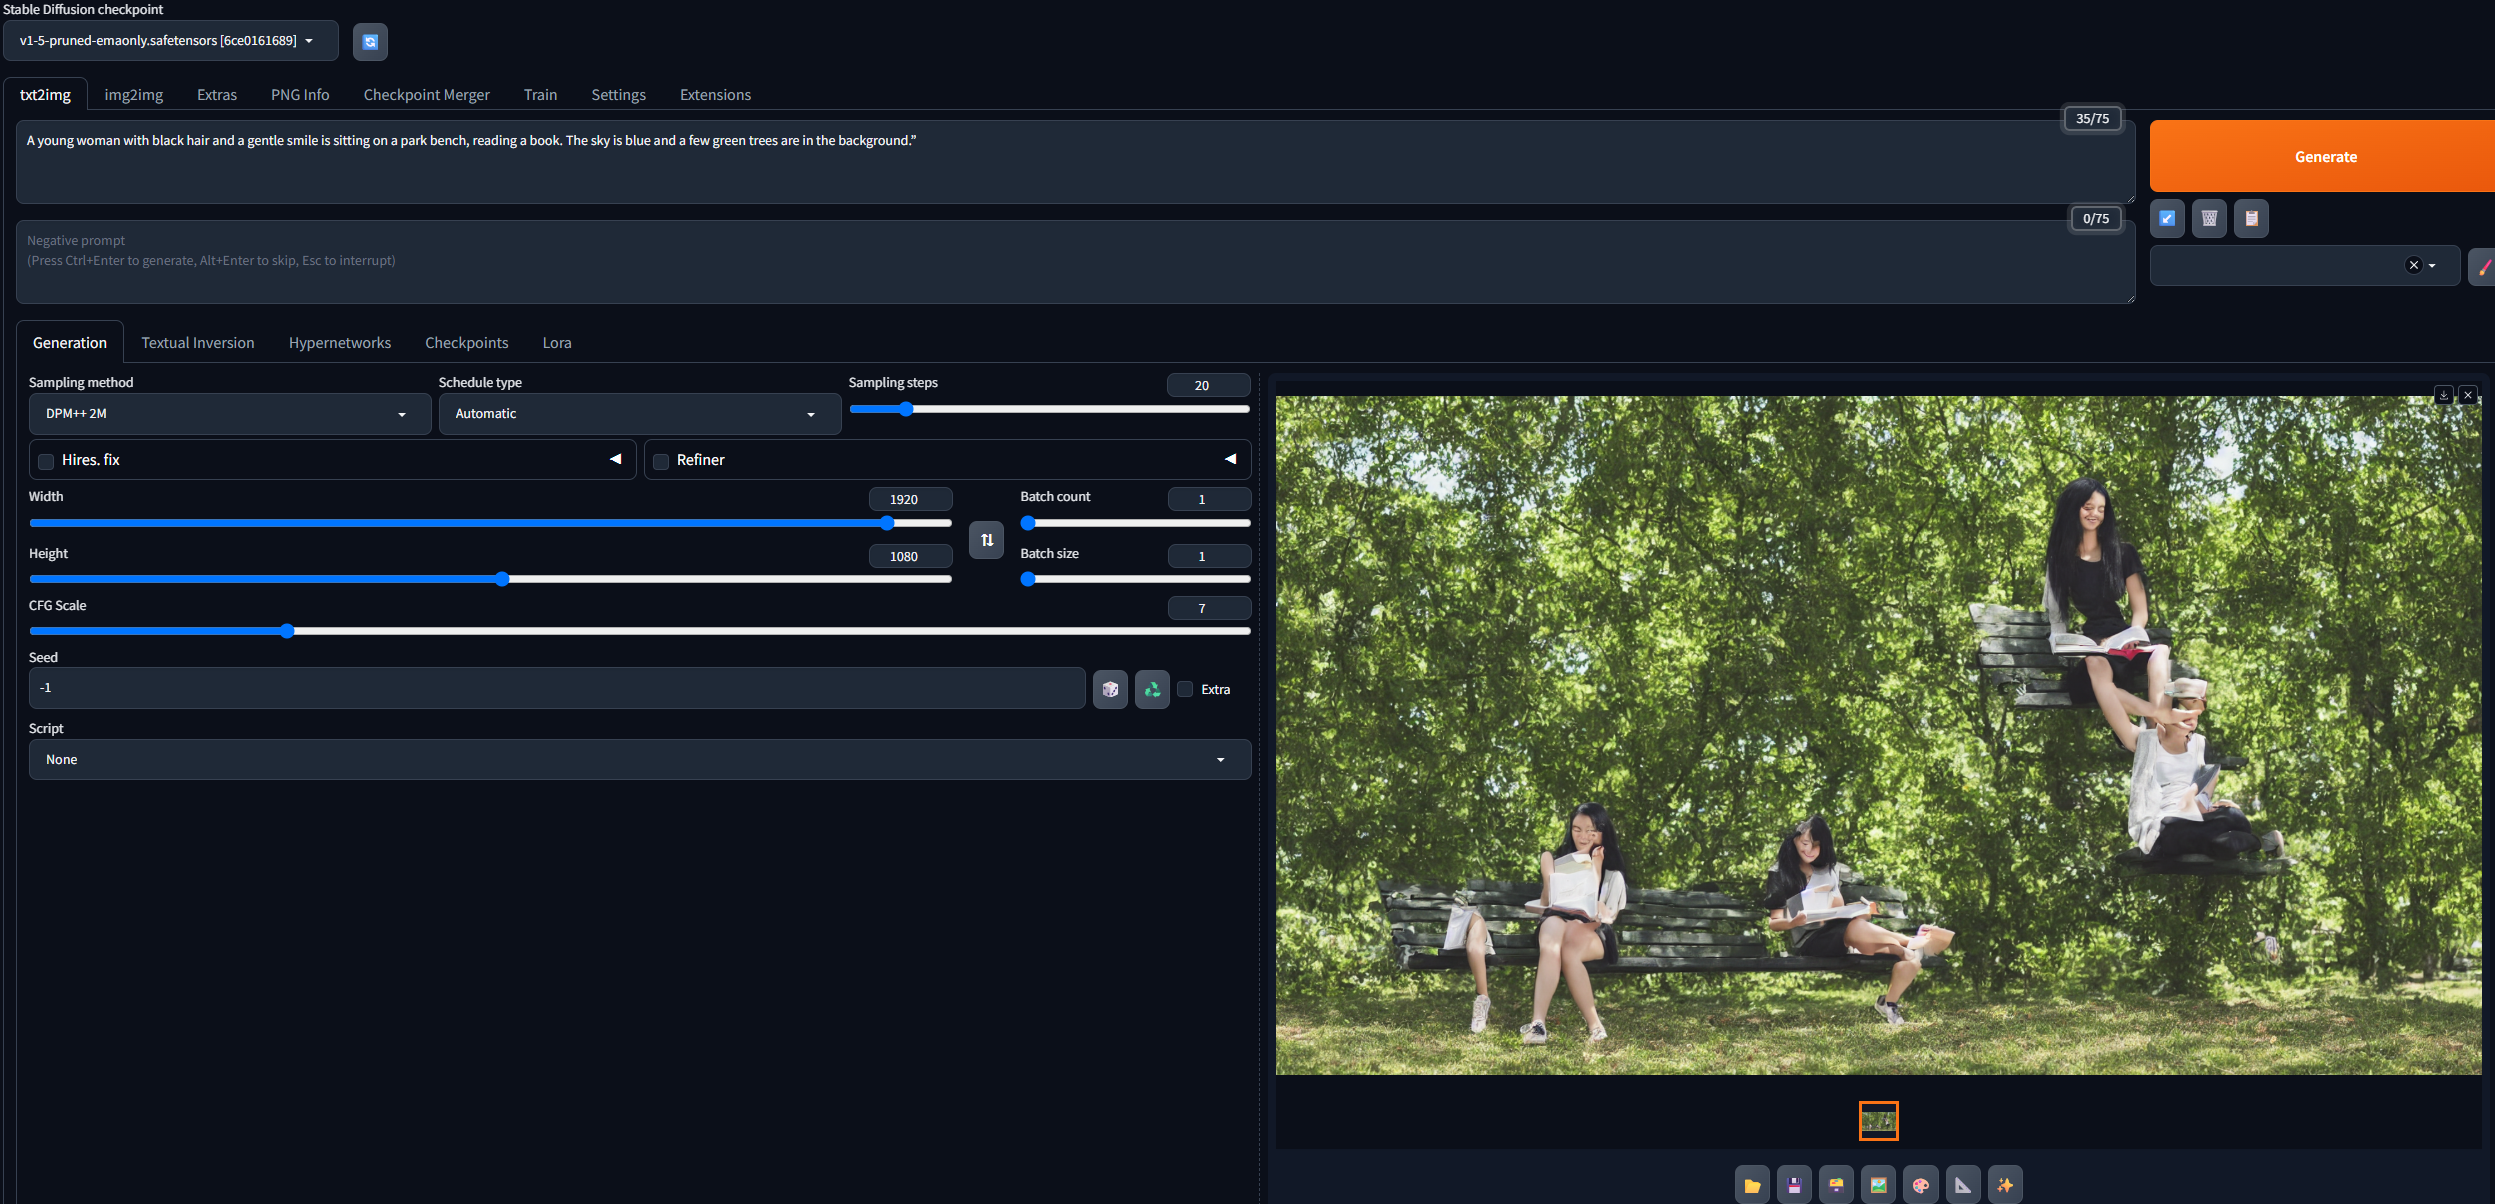 Stable Diffusion checkpoint
v1-5-pruned-emaonly.safetensors [6ce0161689]
txt2img img2img Extras PNG Info Checkpoint Merger Train Settings Extensions
35/75
A young woman with black hair and a gentle smile is sitting on a park bench, reading a book. The sky is blue and a few green trees are in the background.”
Generate
0/75
Negative prompt
(Press Ctrl+Enter to generate, Alt+Enter to skip, Esc to interrupt)
Generation Textual Inversion Hypernetworks Checkpoints Lora
Sampling method Schedule type Sampling steps 20
DPM++ 2M Automatic
Hires. fix Refiner
Width 1920 Batch count 1
Height 1080 Batch size 1
CFG Scale 7
Seed
-1 Extra
Script
None